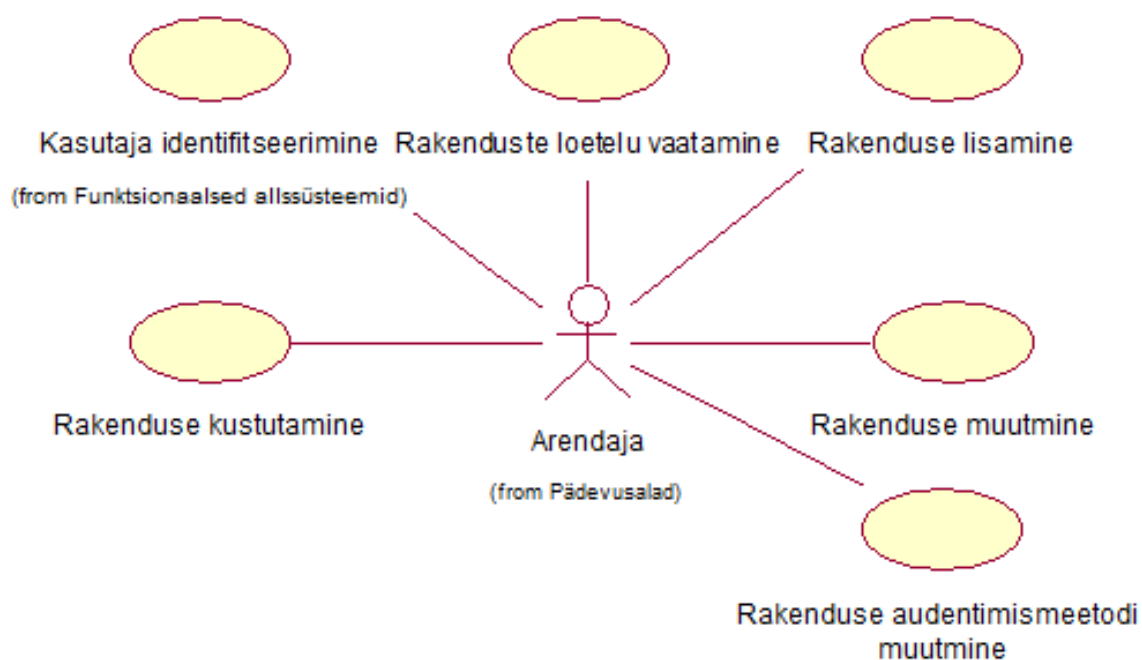 Kasutaja identifitseerimine
Rakenduste loetelu vaatamine
Rakenduse lisamine
(from Funktsionaalsed allssüsteemid)
Rakenduse kustutamine
Arendaja
(from Pädevusalad)
Rakenduse muutmine
Rakenduse audentimismeetodi
muutmine